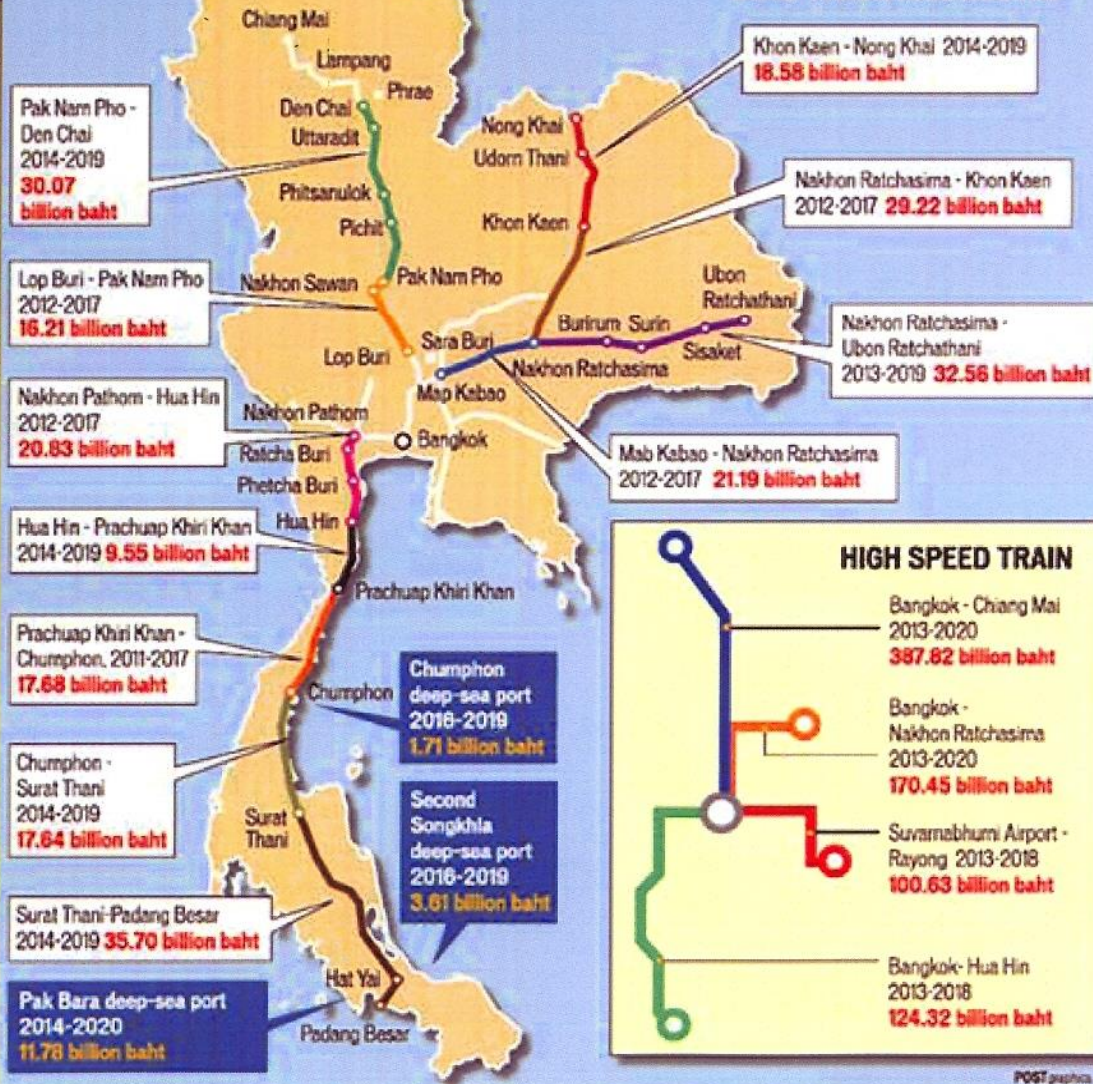 Chiang Mai
Lampang
Phrae
Den Chai
Uttaradit
Phitsanulok
Pichit
Pak Nam Pho
Nakhon Sawan
Lop Buri
Sara Buri
Map Kabao
Nakhon Ratchasima
Burirum Surin
Sisaket
Ubon
Ratchathani
Nong Khai
Udorn Thani
Khon Kaen
Nakhon Pathom
Bangkok
Ratcha Buri
Phetcha Buri
Hua Hin
Prachuap Khiri Khan
Chumphon
Surat
Thani
Hat Yai
Padang Besar
Pak Nam Pho -
Den Chai
2014-2019
30.07
billion baht
Lop Buri - Pak Nam Pho
2012-2017
16.21 billion baht
Nakhon Pathom - Hua Hin
2012-2017
20.83 billion baht
Hua Hin - Prachuap Khiri Khan
2014-2019 9.55 billion baht
Prachuap Khiri Khan -
Chumphon, 2011-2017
17.68 billion baht
Chumphon -
Surat Thani
2014-2019
17.64 billion baht
Surat Thani-Padang Besar
2014-2019 35.70 billion baht
Pak Bara deep-sea port
2014-2020
11.78 billion baht
Khon Kaen - Nong Khai 2014-2019
18.58 billion baht
Nakhon Ratchasima - Khon Kaen
2012-2017 29.22 billion baht
Nakhon Ratchasima -
Ubon Ratchathani
2013-2019 32.56 billion baht
Mab Kabao - Nakhon Ratchasima
2012-2017 21.19 billion baht
Chumphon
deep-sea port
2016-2019
1.71 billion baht
Second
Songkhla
deep-sea port
2016-2019
3.61 billion baht
HIGH SPEED TRAIN
Bangkok - Chiang Mai
2013-2020
387.82 billion baht
Bangkok -
Nakhon Ratchasima
2013-2020
170.45 billion baht
Suvarnabhumi Airport -
Rayong 2013-2018
100.63 billion baht
Bangkok- Hua Hin
2013-2018
124.32 billion baht
POSTgraphics